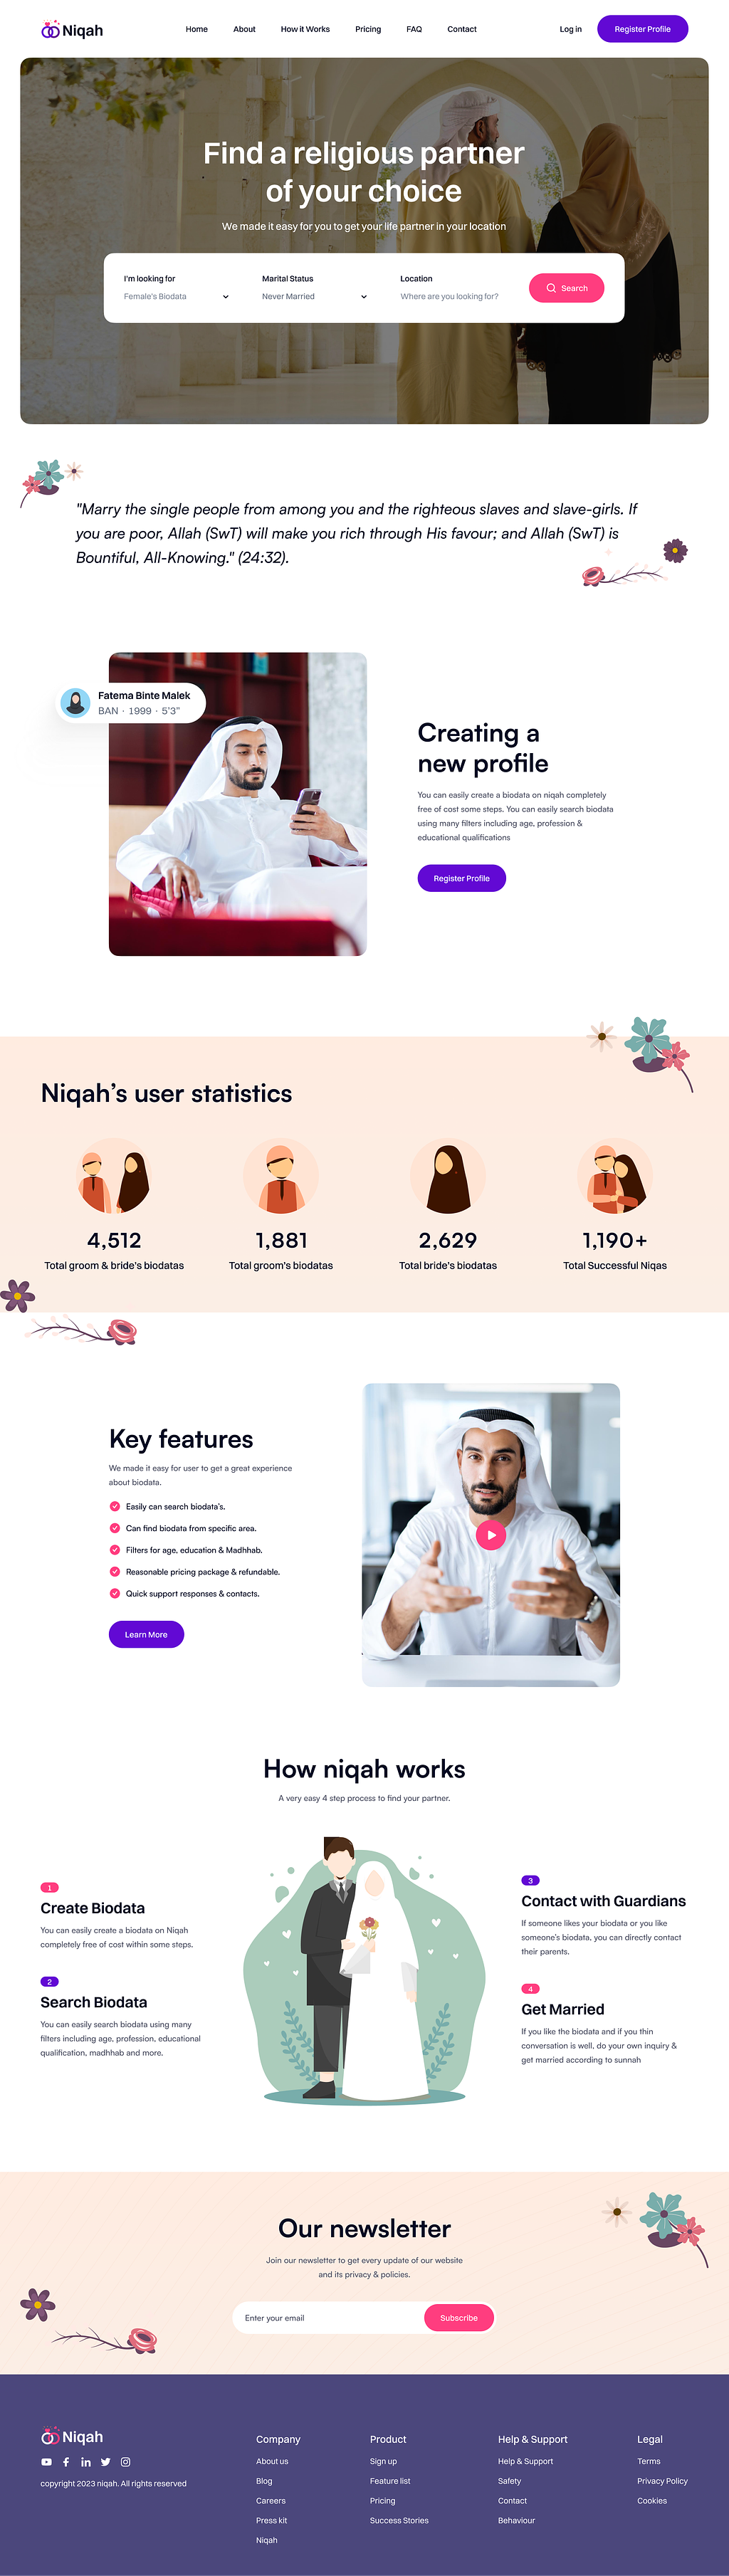 Niqah
Home
About
How it Works
Pricing
FAQ
Contact
Log in
Register Profile
Find a religious partner
of your choice
We made it easy for you to get your life partner in your location
I'm looking for
Female's Biodata
Marital Status
Never Married
Location
Where are you looking for?
Search
"Marry the single people from among you and the righteous slaves and slave-girls. If
you are poor, Allah (SwT) will make you rich through His favour; and Allah (SwT) is
Bountiful, All-Knowing." (24:32).
Fatema Binte Malek
BAN · 1999 · 5'3"
Creating a
new profile
You can easily create a biodata on niqah completely
free of cost some steps. You can easily search biodata
using many filters including age, profession &
educational qualifications
Register Profile
Niqah's user statistics
4,512
Total groom & bride's biodatas
1,881
Total groom's biodatas
2,629
Total bride's biodatas
1,190+
Total Successful Niqas
Key features
We made it easy for user to get a great experience
about biodata.
Easily can search biodata's.
Can find biodata from specific area.
Filters for age, education & Madhhab.
Reasonable pricing package & refundable.
Quick support responses & contacts.
Learn More
How niqah works
A very easy 4 step process to find your partner.
1
Create Biodata
You can easily create a biodata on Niqah
completely free of cost within some steps.
2
Search Biodata
You can easily search biodata using many
filters including age, profession, educational
qualification, madhhab and more.
3
Contact with Guardians
If someone likes your biodata or you like
someone's biodata, you can directly contact
their parents.
4
Get Married
If you like the biodata and if you thin
conversation is well, do your own inquiry &
get married according to sunnah
Our newsletter
Join our newsletter to get every update of our website
and its privacy & policies.
Enter your email
Subscribe
Niqah
copyright 2023 niqah. All rights reserved
Company
About us
Blog
Careers
Press kit
Niqah
Product
Sign up
Feature list
Pricing
Success Stories
Help & Support
Help & Support
Safety
Contact
Behaviour
Legal
Terms
Privacy Policy
Cookies